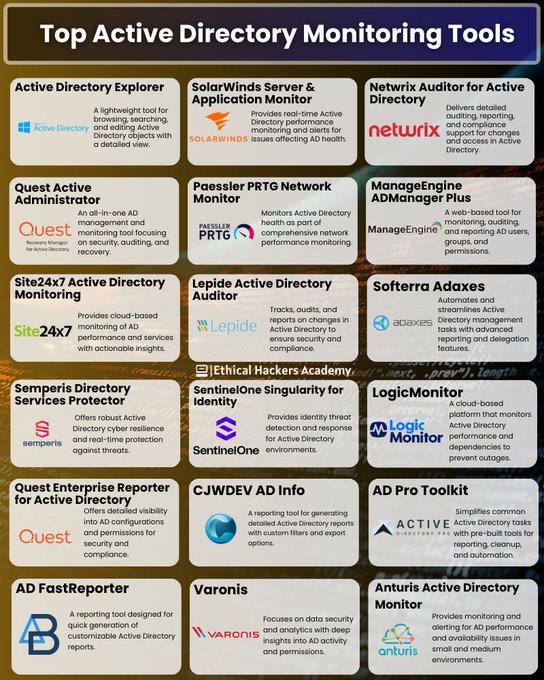 Top Active Directory Monitoring Tools
Active Directory Explorer
Active Directory
A lightweight tool for
browsing, searching,
and editing Active
Directory objects with
a detailed view.
SolarWinds Server &
Application Monitor
SOLARWINDS
Provides real-time Active
Directory performance
monitoring and alerts for
issues affecting AD health.
Netwrix Auditor for Active
Directory
netwrix
Delivers detailed
auditing, reporting,
and compliance
support for changes
and access in Active
Directory.
Quest Active
Administrator
Quest
Recovery Manager
for Active Directory
An all-in-one AD
management and
monitoring tool focusing
on security, auditing, and
recovery.
Paessler PRTG Network
Monitor
PAESSLER
PRTG
Monitors Active Directory
health as part of
comprehensive network
performance monitoring.
ManageEngine
ADManager Plus
ManageEngine
A web-based tool for
monitoring, auditing,
and reporting AD users,
groups, and
permissions.
Site24x7 Active Directory
Monitoring
Site24x7
Provides cloud-based
monitoring of AD
performance and services
with actionable insights.
Lepide Active Directory
Auditor
Lepide
Tracks, audits, and
reports on changes in
Active Directory to
ensure security and
compliance.
Softerra Adaxes
adaxes
Automates and
streamlines Active
Directory management
tasks with advanced
reporting and delegation
features.
Ethical Hackers Academy
Semperis Directory
Services Protector
semperis
Offers robust Active
Directory cyber resilience
and real-time protection
against threats.
SentinelOne Singularity for
Identity
SentinelOne
Provides identity threat
detection and response
for Active Directory
environments.
LogicMonitor
Logic
Monitor
A cloud-based
platform that monitors
Active Directory
performance and
dependencies to
prevent outages.
Quest Enterprise Reporter
for Active Directory
Quest
Offers detailed visibility
into AD configurations
and permissions for
security and
compliance.
CJWDEV AD Info
A reporting tool for generating
detailed Active Directory reports
with custom filters and export
options.
AD Pro Toolkit
ACTIVE
DIRECTORY PRO
Simplifies common
Active Directory tasks
with pre-built tools for
reporting, cleanup,
and automation.
AD FastReporter
A reporting tool designed for
quick generation of
customizable Active Directory
reports.
Varonis
VARONIS
Focuses on data security
and analytics with deep
insights into AD activity
and permissions.
Anturis Active Directory
Monitor
anturis
Provides monitoring and
alerting for AD performance
and availability issues in
small and medium
environments.